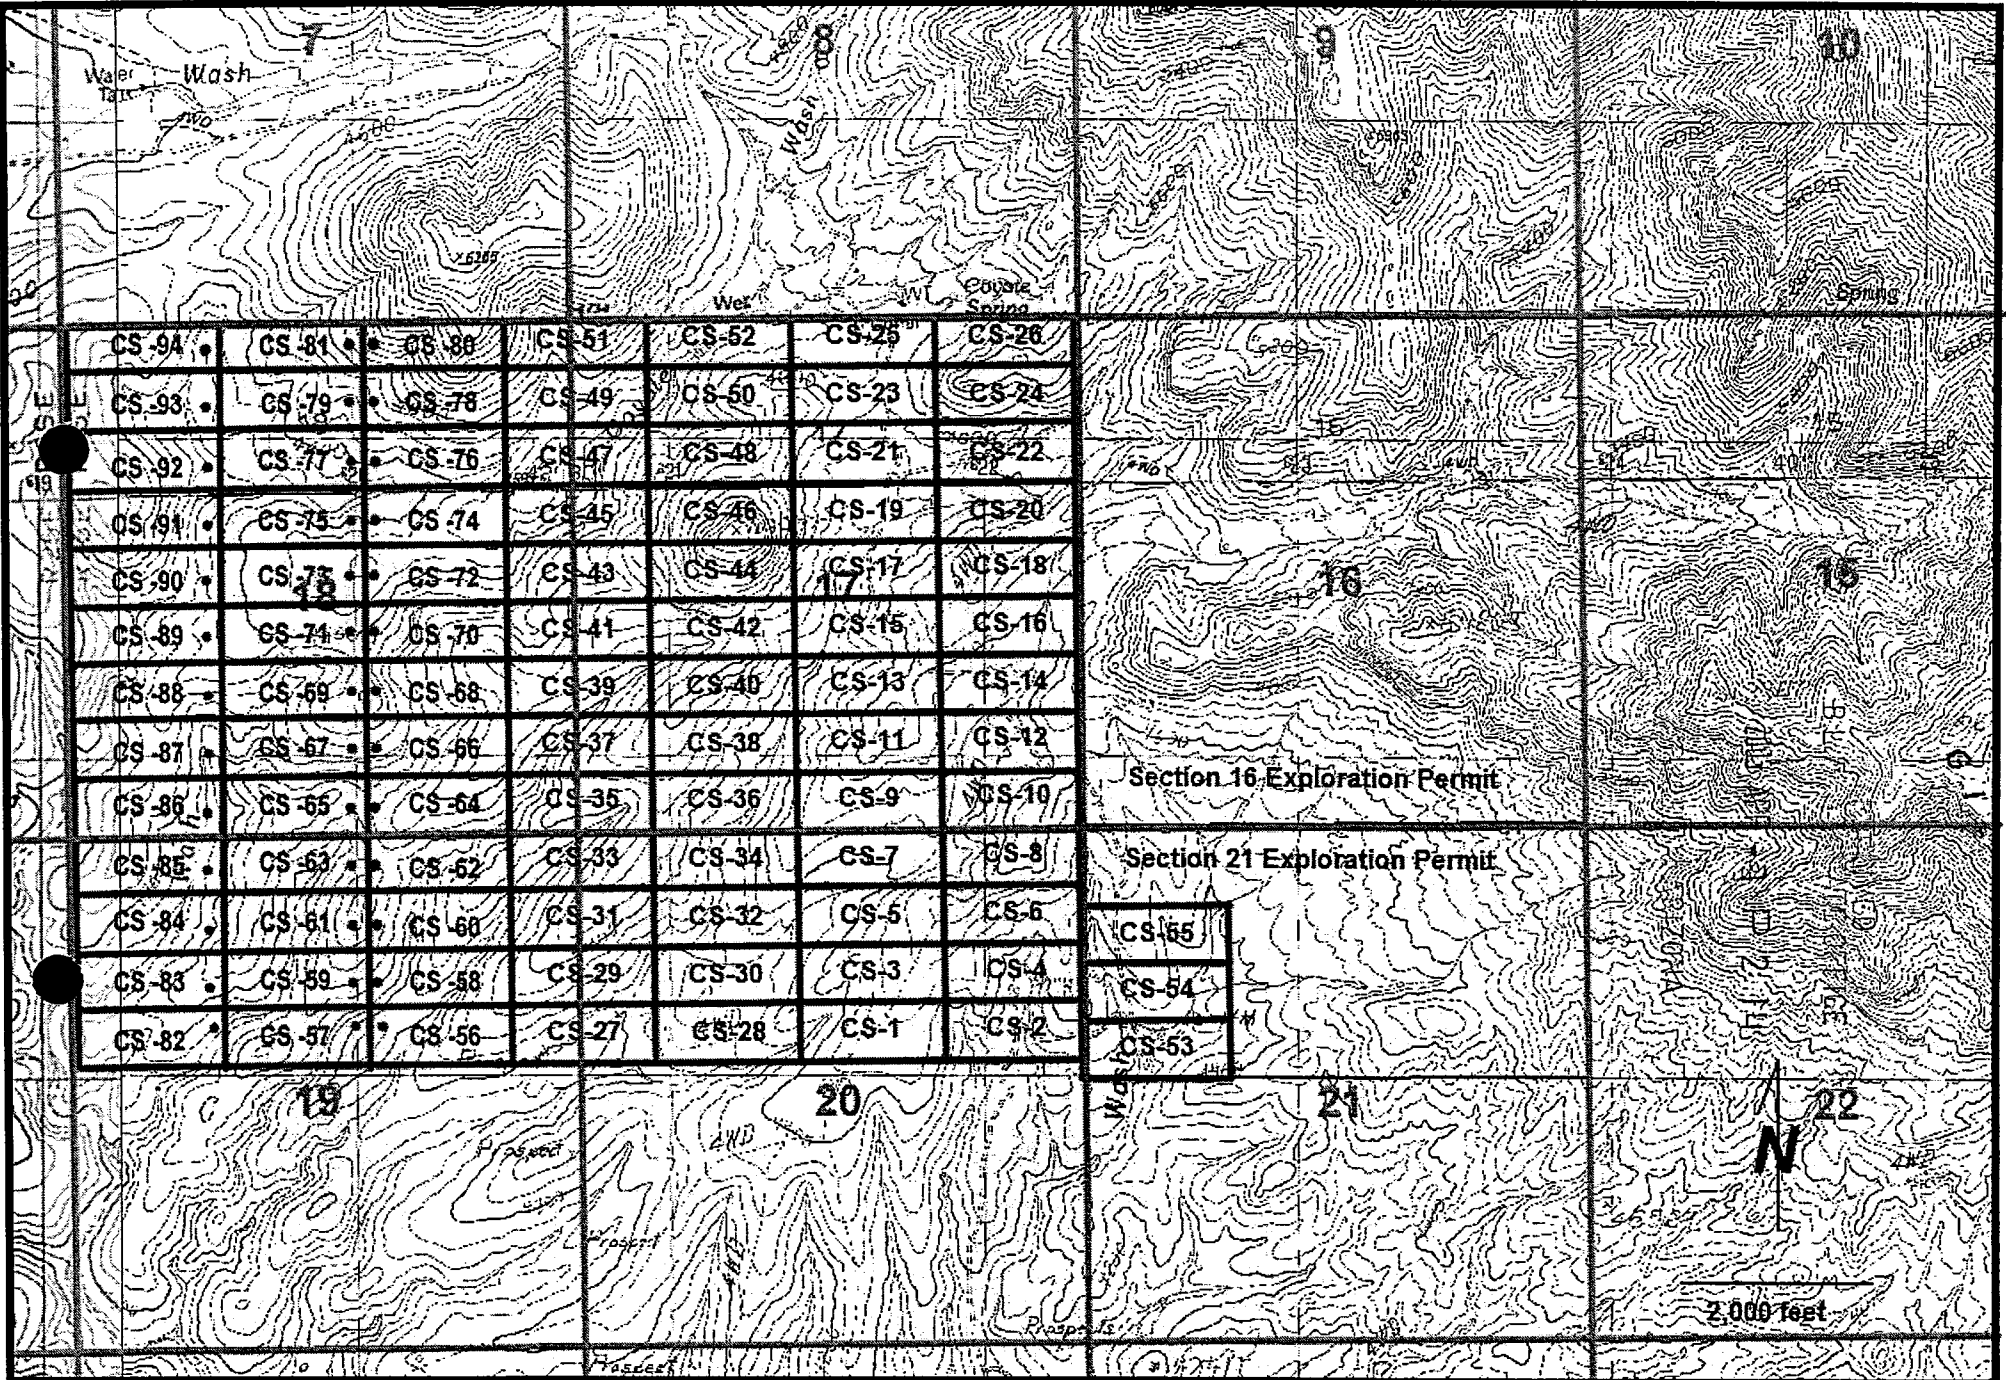 7 8 9 10
Water Wash
Wash
4WD
×6265
Coyote
Spring
Spring
CS-94 CS-81 CS-80 CS-51 CS-52 CS-25 CS-26
CS-93 CS-79 CS-78 CS-49 CS-50 CS-23 CS-24
CS-92 CS-77 CS-76 CS-47 CS-48 CS-21 CS-22
CS-91 CS-75 CS-74 CS-45 CS-46 CS-19 CS-20
CS-90 CS-73 CS-72 CS-43 CS-44 CS-17 CS-18
18 17 16 15
CS-89 CS-71 CS-70 CS-41 CS-42 CS-15 CS-16
CS-88 CS-69 CS-68 CS-39 CS-40 CS-13 CS-14
CS-87 CS-67 CS-66 CS-37 CS-38 CS-11 CS-12
Section 16 Exploration Permit
CS-86 CS-65 CS-64 CS-35 CS-36 CS-9 CS-10
CS-85 CS-63 CS-62 CS-33 CS-34 CS-7 CS-8
Section 21 Exploration Permit
CS-84 CS-61 CS-60 CS-31 CS-32 CS-5 CS-6
CS-55
CS-83 CS-59 CS-58 CS-29 CS-30 CS-3 CS-4
CS-54
CS-82 CS-57 CS-56 CS-27 CS-28 CS-1 CS-2
CS-53
Wash
19 20 21 22
Prospect
4WD
N
4WD
Prospect
2,000 feet
Prospects
Prospect